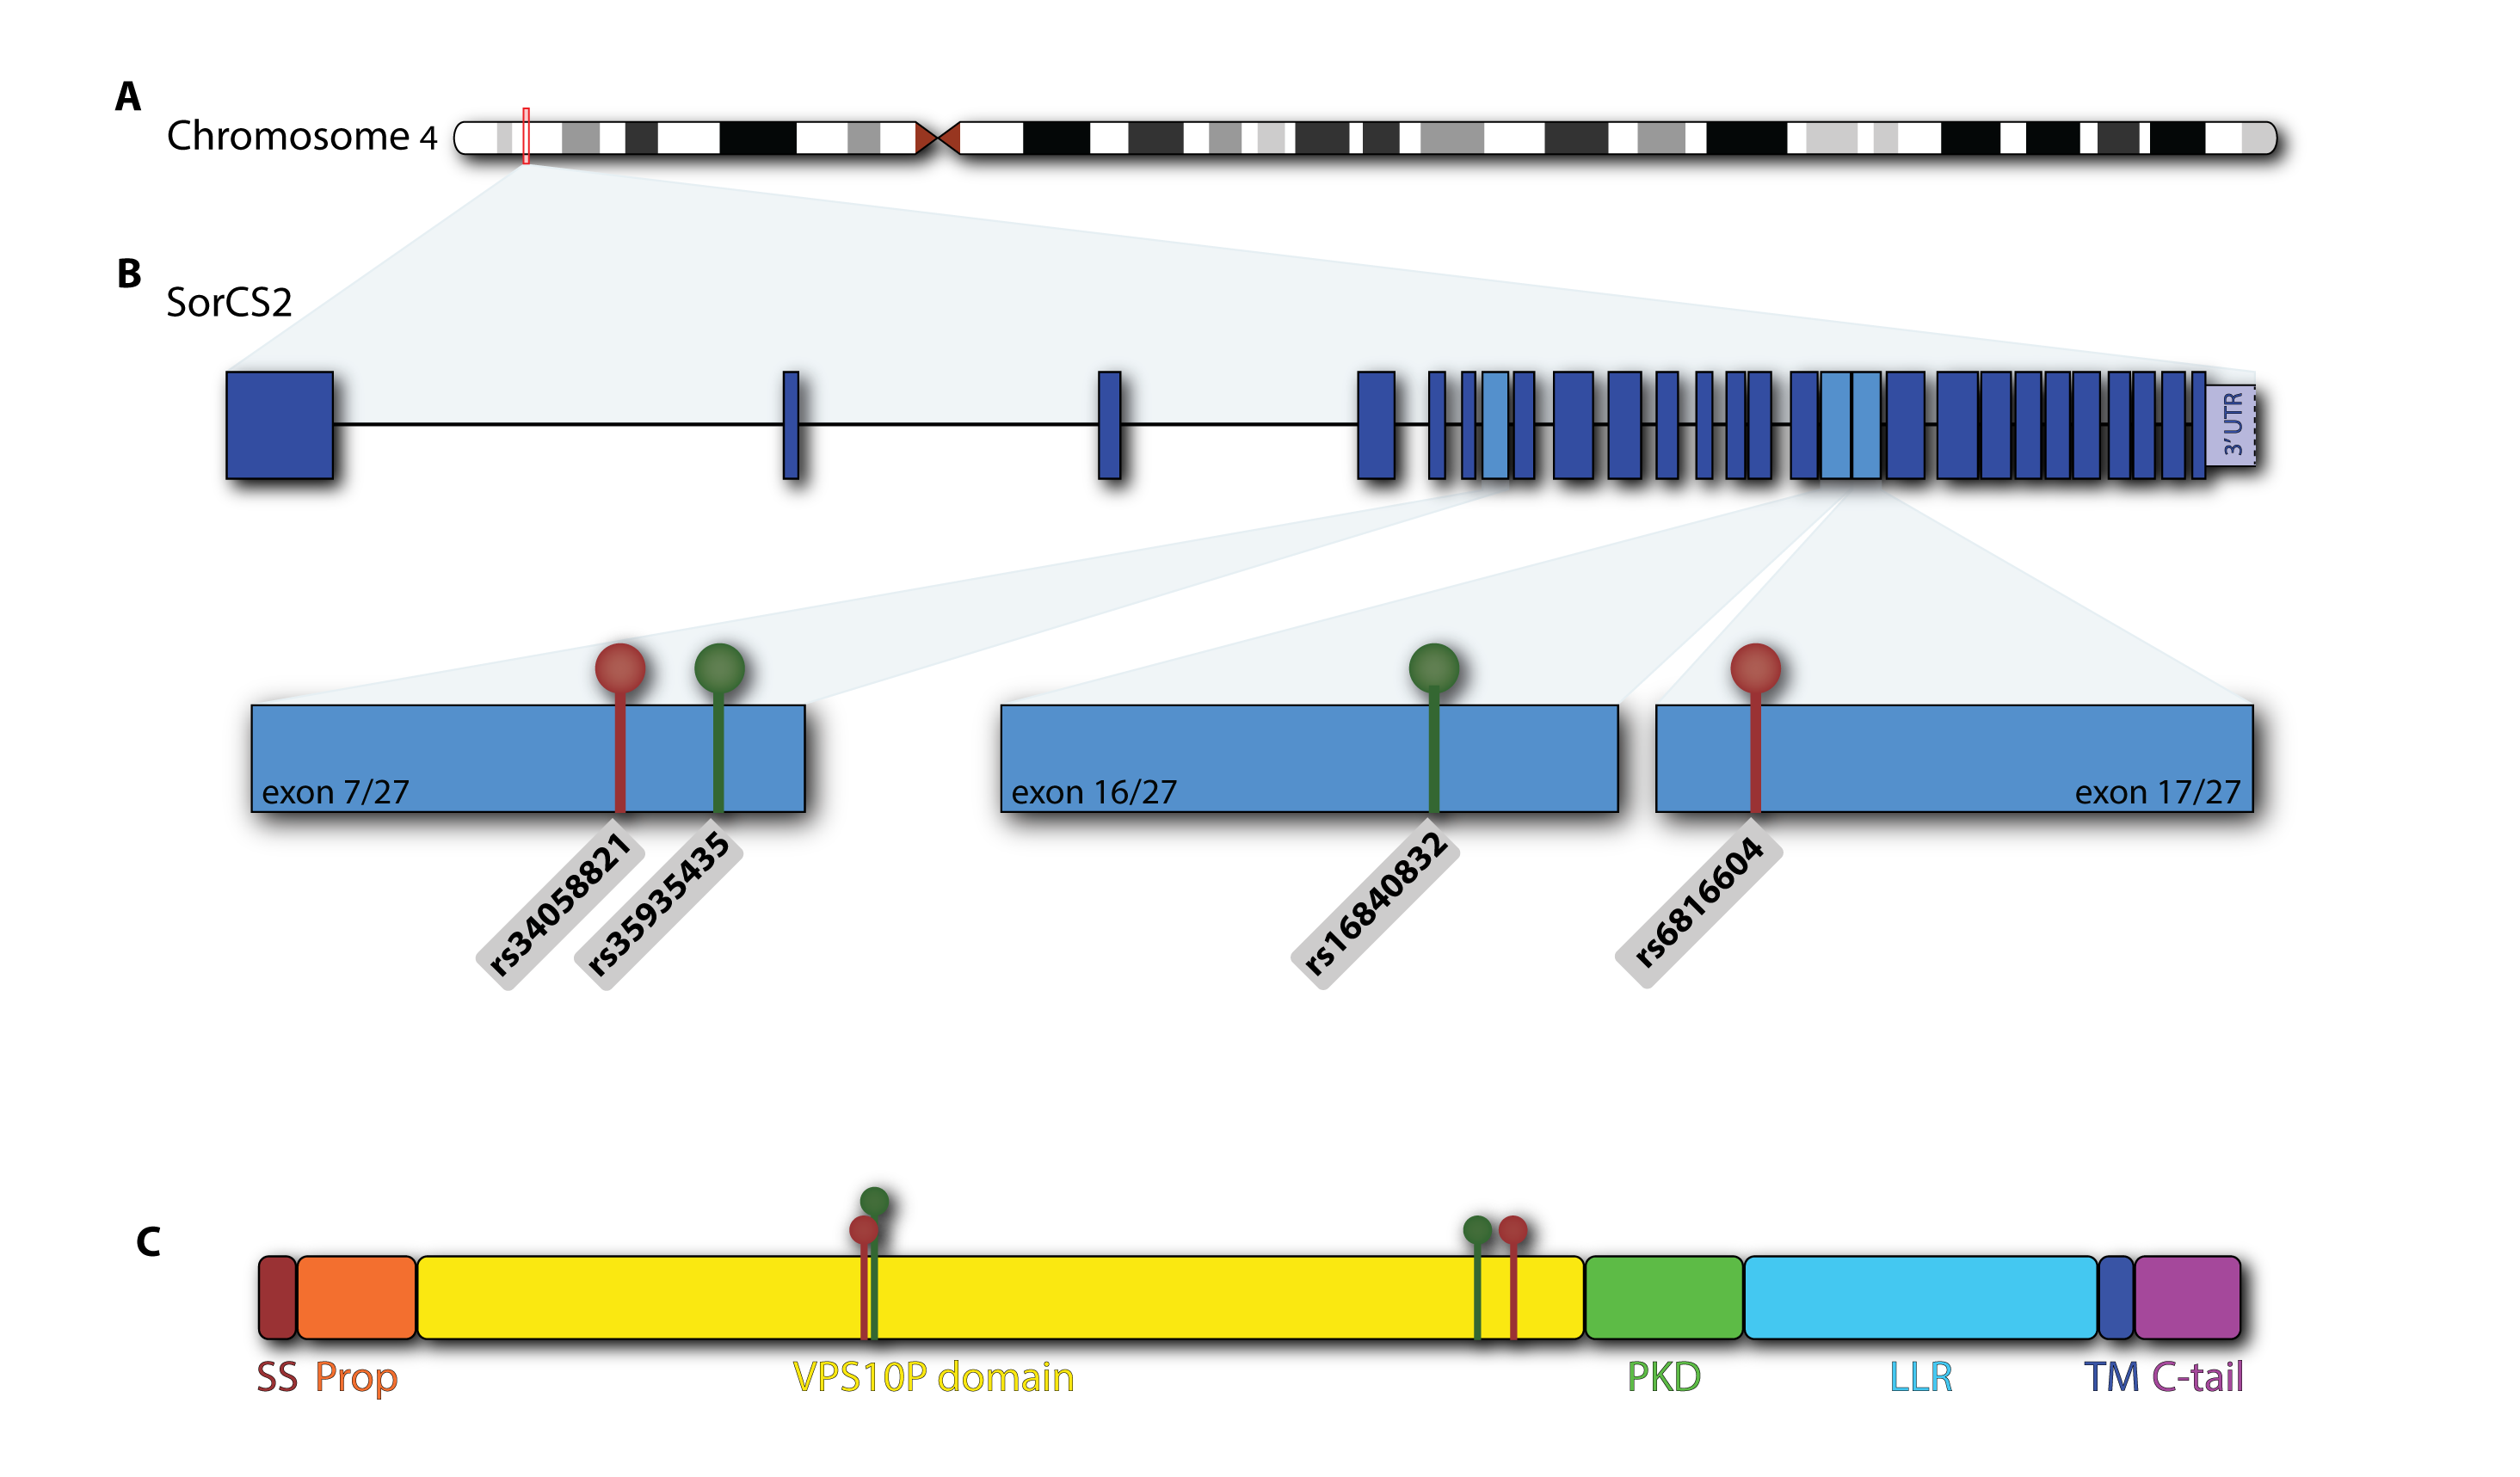 A
Chromosome 4
B
SorCS2
3’ UTR
exon 7/27
exon 16/27
exon 17/27
rs34058821
rs35935435
rs16840832
rs6816604
C
SS Prop VPS10P domain PKD LLR TM C-tail